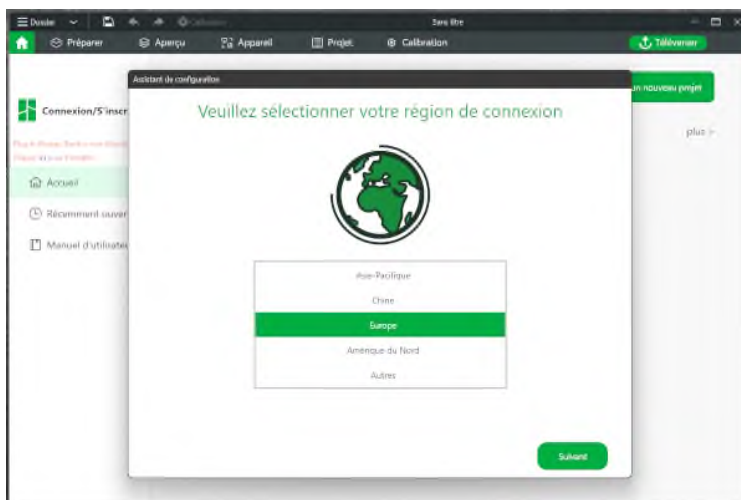 Dossier
Sans titre
Préparer Aperçu Appareil Projet Calibration Téléverser
Assistant de configuration
un nouveau projet
Connexion/S'inscr
Veuillez sélectionner votre région de connexion
plus >
Accueil
Récemment ouver
Manuel d'utilisateu
Asie-Pacifique
Chine
Europe
Amérique du Nord
Autres
Suivant